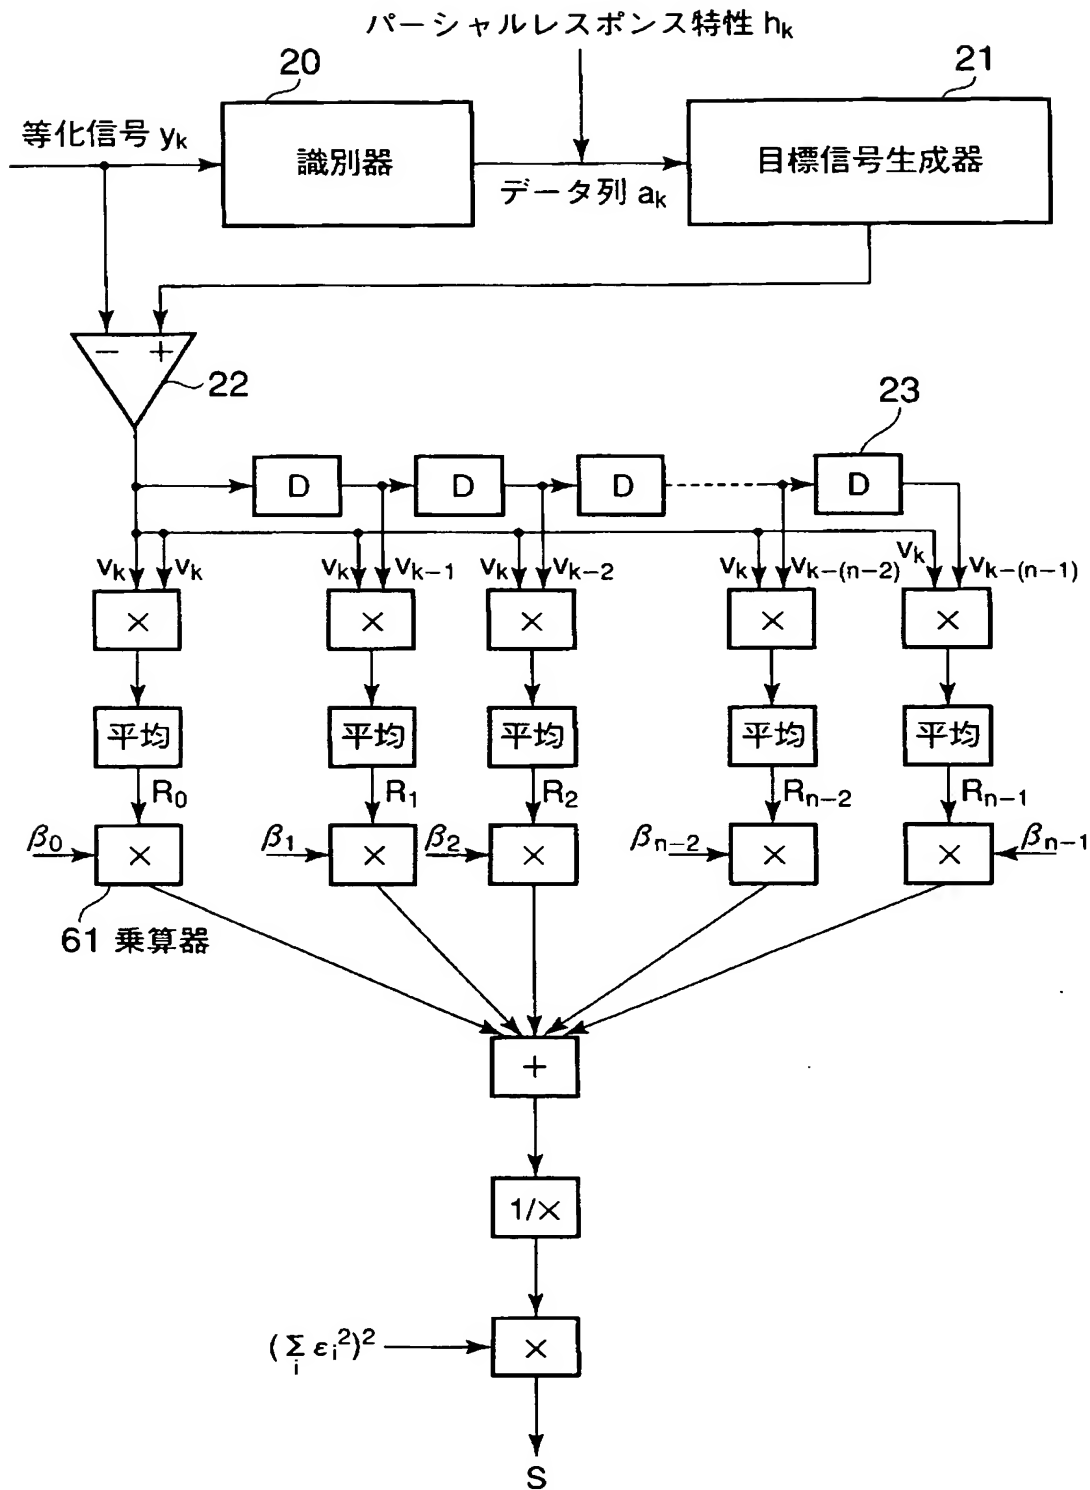 パーシャルレスポンス特性 hk
20
21
等化信号 yk
識別器
データ列 ak
目標信号生成器
− +
22
23
D D D D
vk vk vk vk−1 vk vk−2 vk vk−(n−2) vk vk−(n−1)
× × × × ×
平均 平均 平均 平均 平均
R0 R1 R2 Rn−2 Rn−1
β0 × β1 × β2 × βn−2 × × βn−1
61 乗算器
+
1/×
(Σi εi²)² ×
S